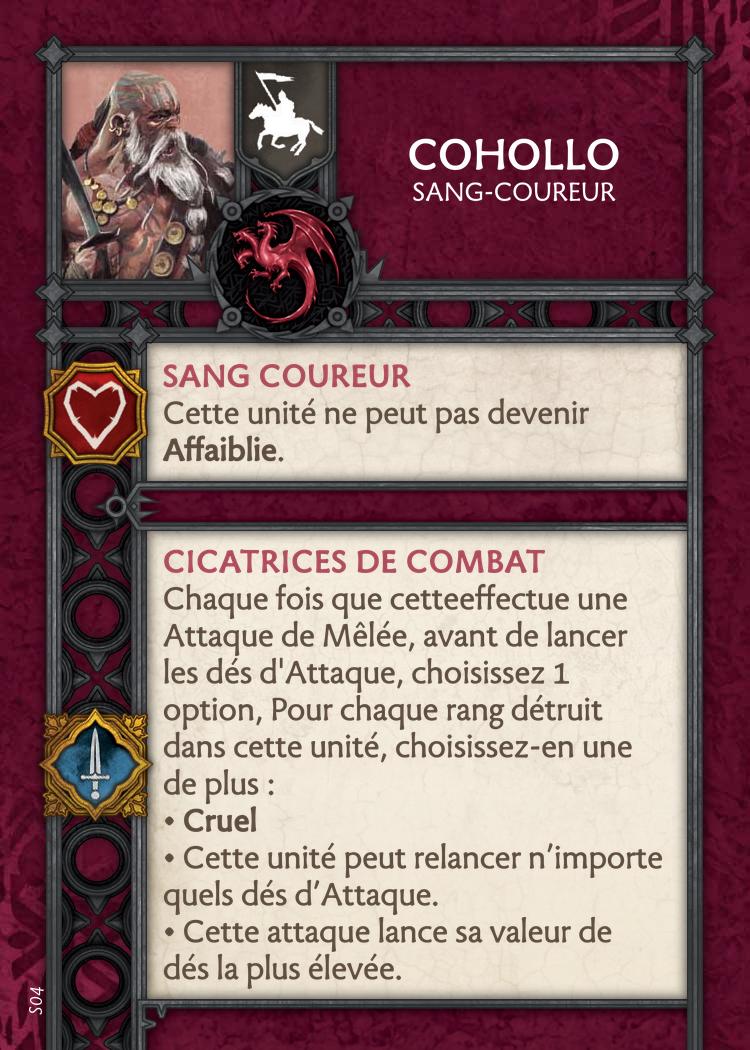 COHOLLO
SANG-COUREUR
SANG COUREUR
Cette unité ne peut pas devenir
Affaiblie.
CICATRICES DE COMBAT
Chaque fois que cetteeffectue une
Attaque de Mêlée, avant de lancer
les dés d'Attaque, choisissez 1
option, Pour chaque rang détruit
dans cette unité, choisissez-en une
de plus :
• Cruel
• Cette unité peut relancer n’importe
quels dés d’Attaque.
• Cette attaque lance sa valeur de
dés la plus élevée.
S04